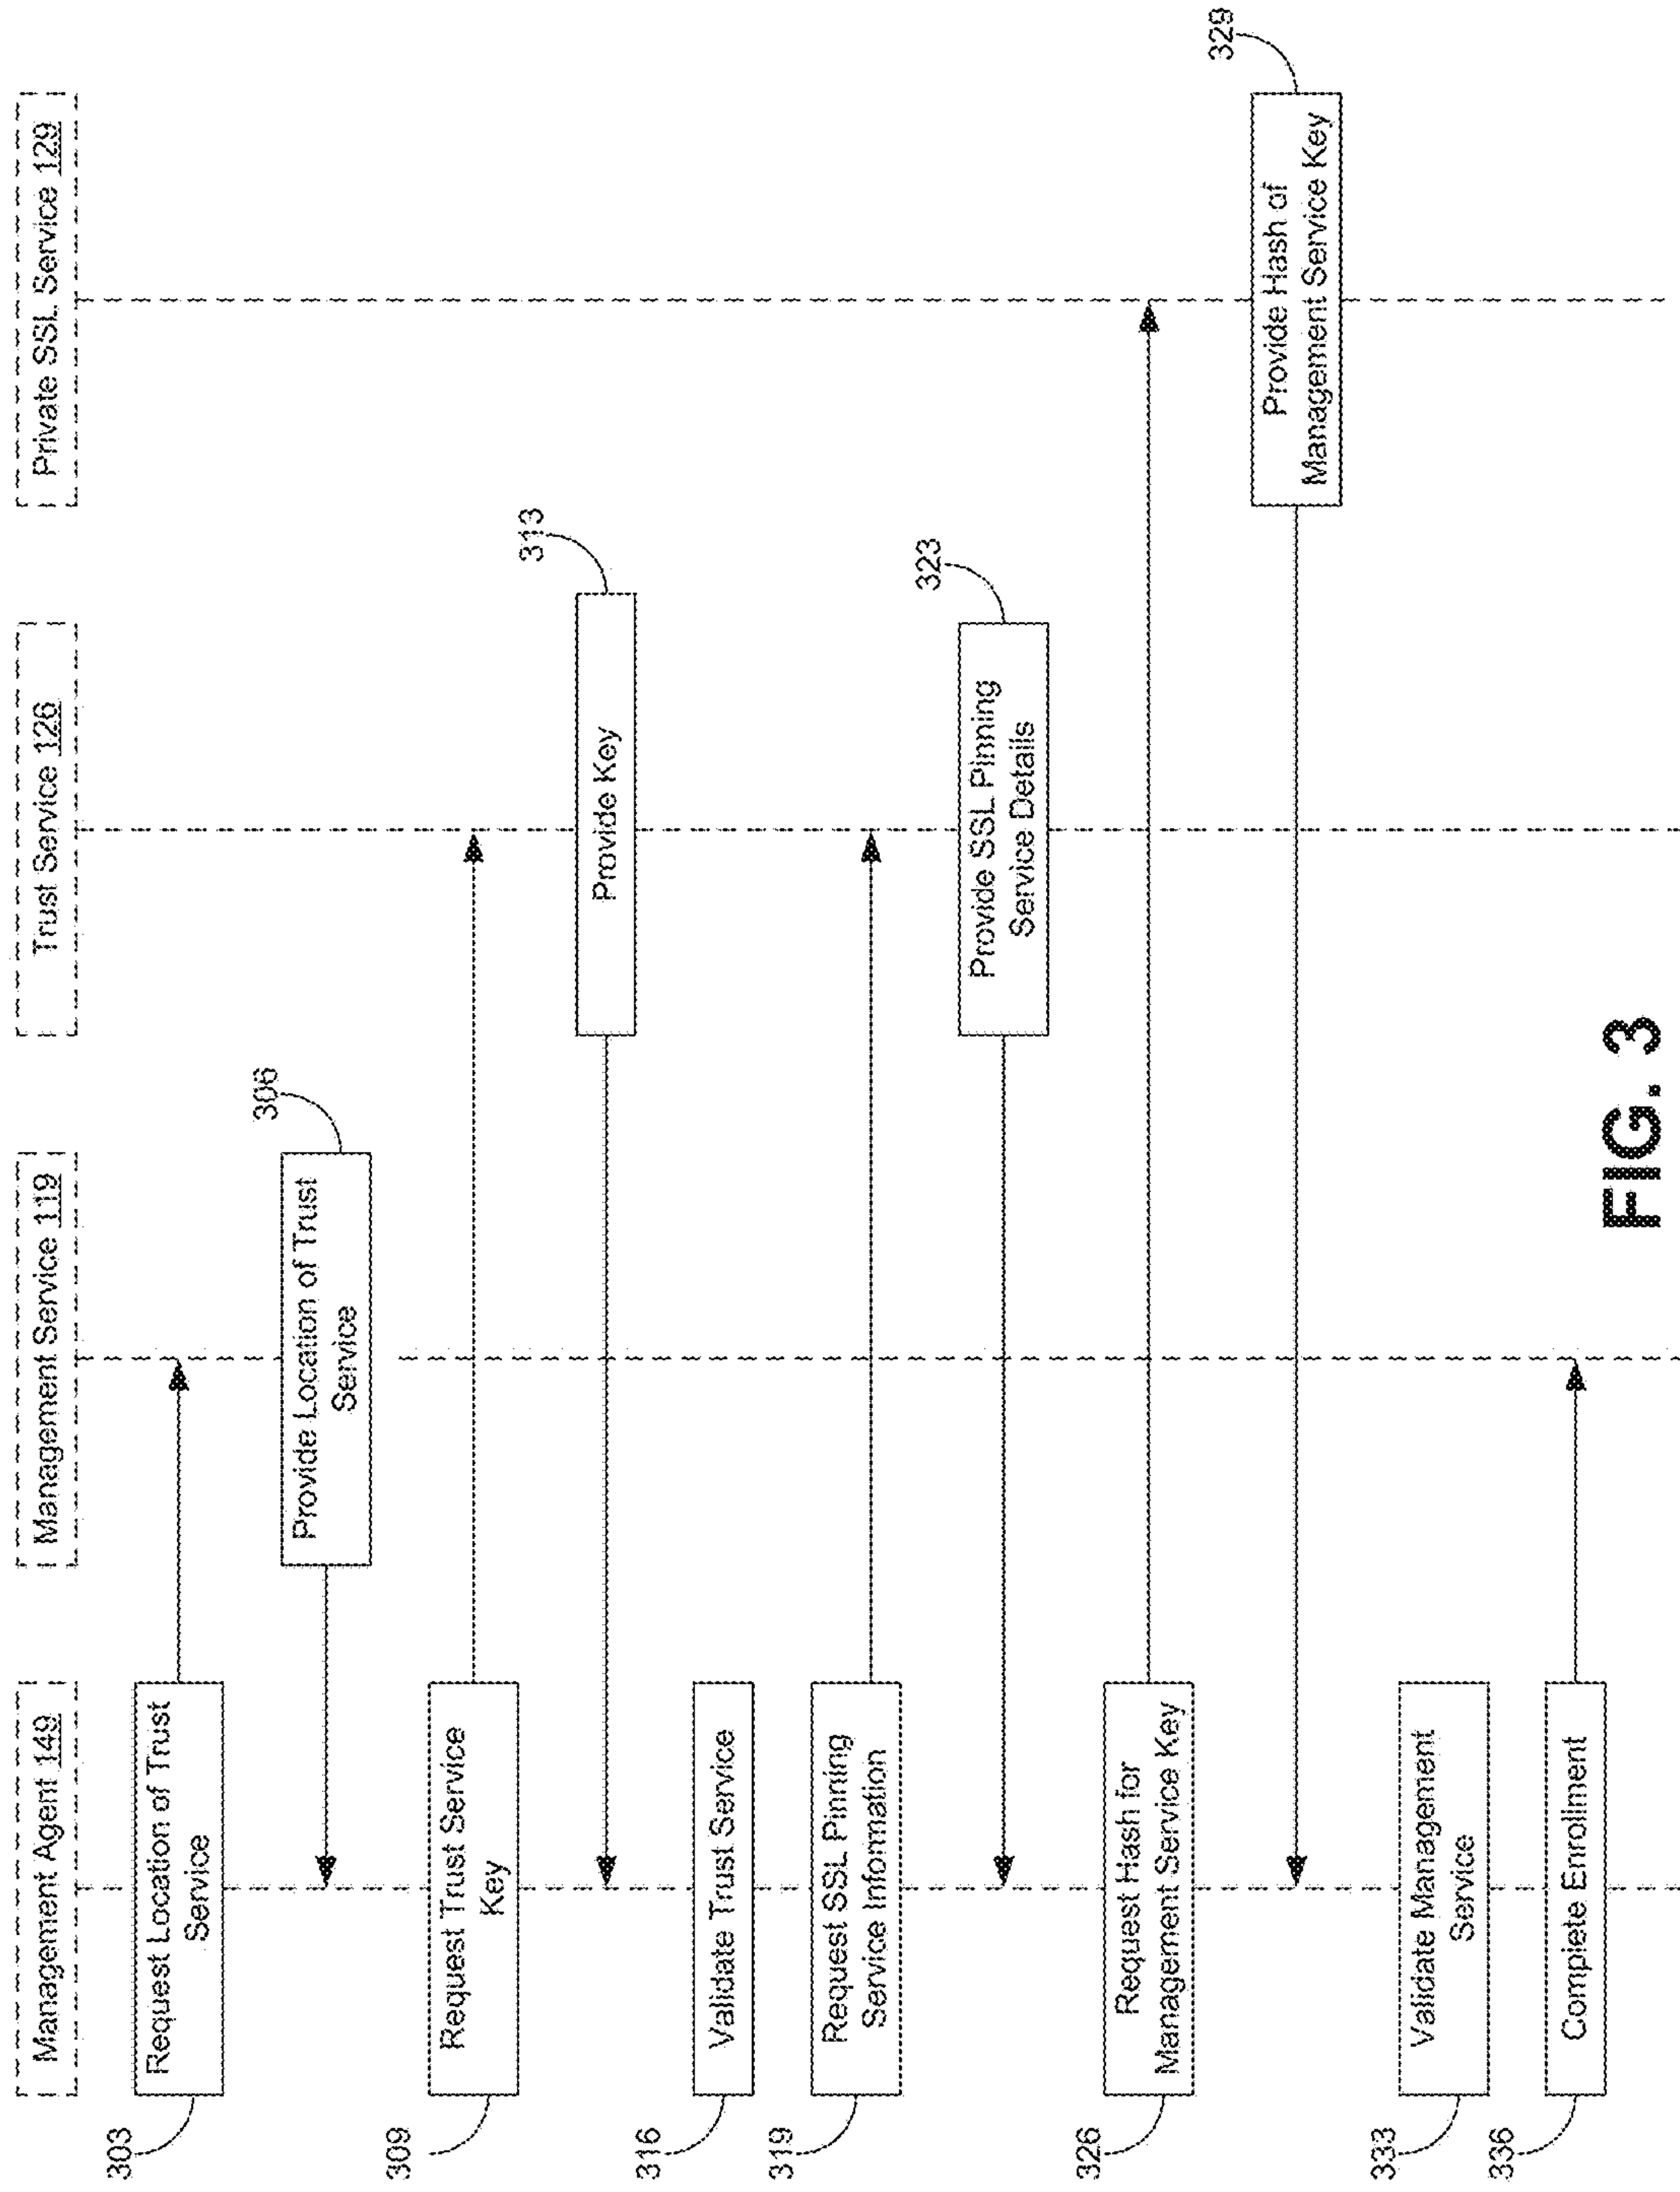 Management Agent 149
Management Service 119
Trust Service 126
Private SSL Service 129
303
Request Location of Trust
Service
306
Provide Location of Trust
Service
309
Request Trust Service
Key
313
Provide Key
316
Validate Trust Service
319
Request SSL Pinning
Service Information
323
Provide SSL Pinning
Service Details
326
Request Hash for
Management Service Key
329
Provide Hash of
Management Service Key
333
Validate Management
Service
336
Complete Enrollment
FIG. 3